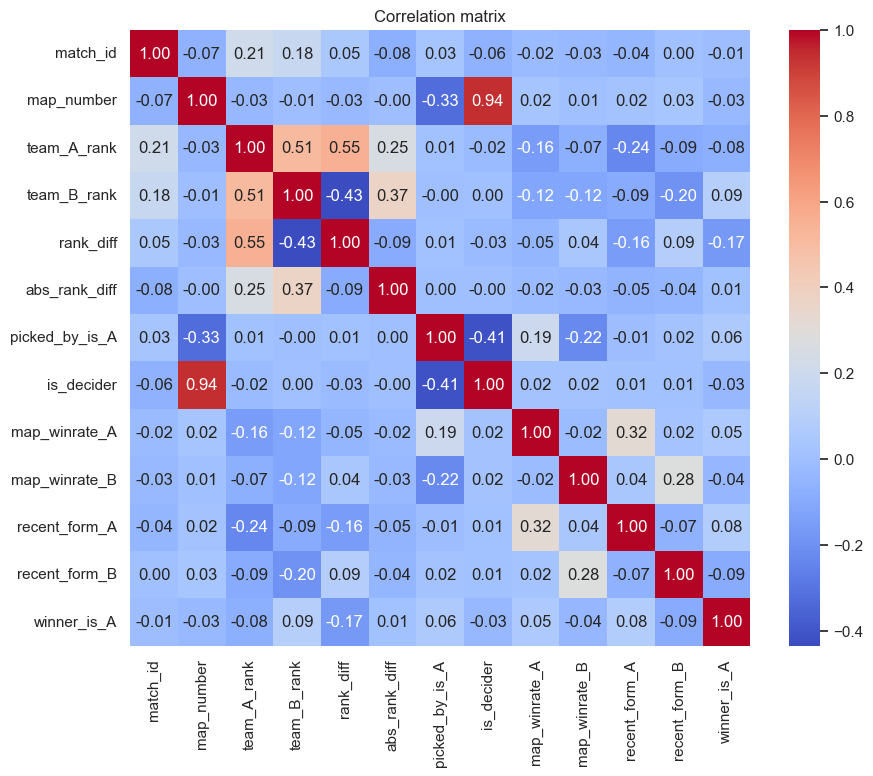 Correlation matrix
match_id 1.00 -0.07 0.21 0.18 0.05 -0.08 0.03 -0.06 -0.02 -0.03 -0.04 0.00 -0.01
map_number -0.07 1.00 -0.03 -0.01 -0.03 -0.00 -0.33 0.94 0.02 0.01 0.02 0.03 -0.03
team_A_rank 0.21 -0.03 1.00 0.51 0.55 0.25 0.01 -0.02 -0.16 -0.07 -0.24 -0.09 -0.08
team_B_rank 0.18 -0.01 0.51 1.00 -0.43 0.37 -0.00 0.00 -0.12 -0.12 -0.09 -0.20 0.09
rank_diff 0.05 -0.03 0.55 -0.43 1.00 -0.09 0.01 -0.03 -0.05 0.04 -0.16 0.09 -0.17
abs_rank_diff -0.08 -0.00 0.25 0.37 -0.09 1.00 0.00 -0.00 -0.02 -0.03 -0.05 -0.04 0.01
picked_by_is_A 0.03 -0.33 0.01 -0.00 0.01 0.00 1.00 -0.41 0.19 -0.22 -0.01 0.02 0.06
is_decider -0.06 0.94 -0.02 0.00 -0.03 -0.00 -0.41 1.00 0.02 0.02 0.01 0.01 -0.03
map_winrate_A -0.02 0.02 -0.16 -0.12 -0.05 -0.02 0.19 0.02 1.00 -0.02 0.32 0.02 0.05
map_winrate_B -0.03 0.01 -0.07 -0.12 0.04 -0.03 -0.22 0.02 -0.02 1.00 0.04 0.28 -0.04
recent_form_A -0.04 0.02 -0.24 -0.09 -0.16 -0.05 -0.01 0.01 0.32 0.04 1.00 -0.07 0.08
recent_form_B 0.00 0.03 -0.09 -0.20 0.09 -0.04 0.02 0.01 0.02 0.28 -0.07 1.00 -0.09
winner_is_A -0.01 -0.03 -0.08 0.09 -0.17 0.01 0.06 -0.03 0.05 -0.04 0.08 -0.09 1.00
match_id
map_number
team_A_rank
team_B_rank
rank_diff
abs_rank_diff
picked_by_is_A
is_decider
map_winrate_A
map_winrate_B
recent_form_A
recent_form_B
winner_is_A
1.0
0.8
0.6
0.4
0.2
0.0
−0.2
−0.4